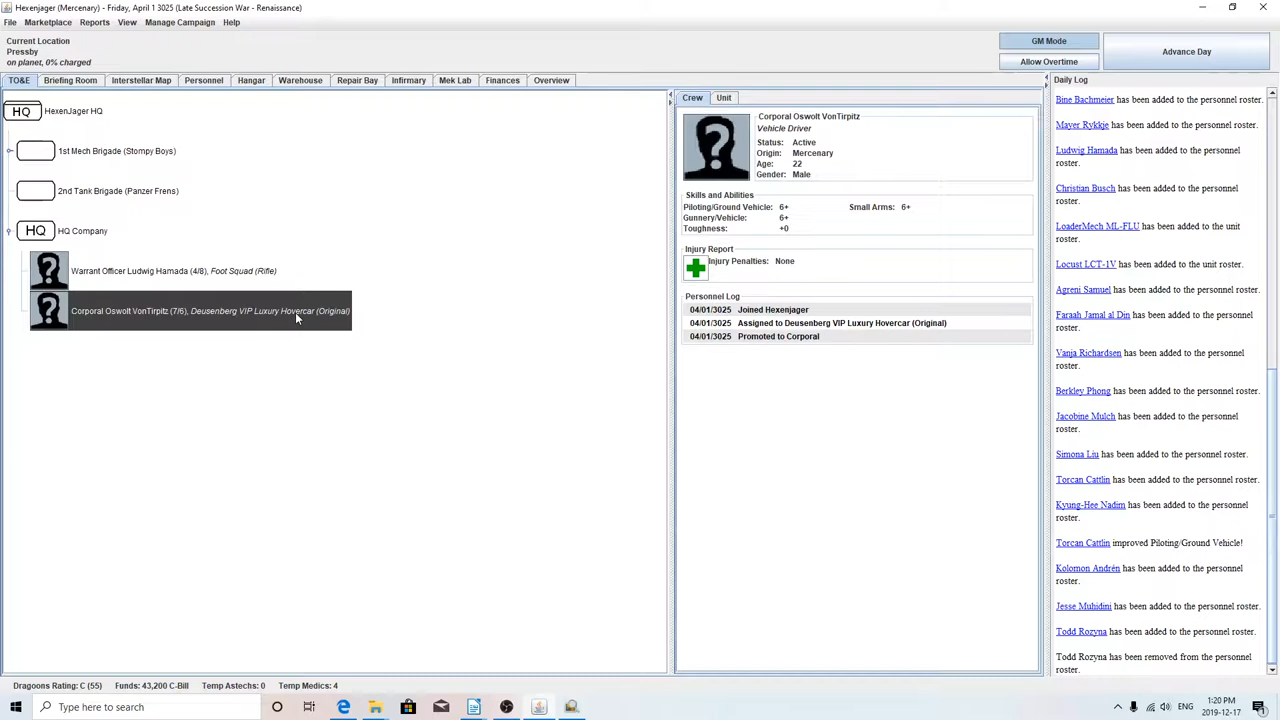 Hexenjager (Mercenary) - Friday, April 1 3025 (Late Succession War - Renaissance)
File Marketplace Reports View Manage Campaign Help
Current Location
Pressby
on planet, 0% charged
GM Mode
Allow Overtime
Advance Day
TO&E Briefing Room Interstellar Map Personnel Hangar Warehouse Repair Bay Infirmary Mek Lab Finances Overview
HQ HexenJager HQ
1st Mech Brigade (Stompy Boys)
2nd Tank Brigade (Panzer Frens)
HQ HQ Company
Warrant Officer Ludwig Hamada (4/8), Foot Squad (Rifle)
Corporal Oswolt VonTirpitz (7/6), Deusenberg VIP Luxury Hovercar (Original)
Crew Unit
Corporal Oswolt VonTirpitz
Vehicle Driver
Status: Active
Origin: Mercenary
Age: 22
Gender: Male
Skills and Abilities
Piloting/Ground Vehicle: 6+ Small Arms: 6+
Gunnery/Vehicle: 6+
Toughness: +0
Injury Report
Injury Penalties: None
Personnel Log
04/01/3025 Joined Hexenjager
04/01/3025 Assigned to Deusenberg VIP Luxury Hovercar (Original)
04/01/3025 Promoted to Corporal
Daily Log
Bine Bachmeier has been added to the personnel roster.
Mayer Rykkje has been added to the personnel roster.
Ludwig Hamada has been added to the personnel
roster.
Christian Busch has been added to the personnel
roster.
LoaderMech ML-FLU has been added to the unit
roster.
Locust LCT-1V has been added to the unit roster.
Agreni Samuel has been added to the personnel roster.
Faraah Jamal al Din has been added to the personnel
roster.
Vanja Richardsen has been added to the personnel
roster.
Berkley Phong has been added to the personnel roster.
Jacobine Mulch has been added to the personnel
roster.
Simona Liu has been added to the personnel roster.
Torcan Cattlin has been added to the personnel roster.
Kyung-Hee Nadim has been added to the personnel
roster.
Torcan Cattlin improved Piloting/Ground Vehicle!
Kolomon Andrén has been added to the personnel
roster.
Jesse Muhidini has been added to the personnel roster.
Todd Rozyna has been added to the personnel roster.
Todd Rozyna has been removed from the personnel
roster.
Dragoons Rating: C (55) Funds: 43,200 C-Bill Temp Astechs: 0 Temp Medics: 4
Type here to search
ENG
1:20 PM
2019-12-17
1